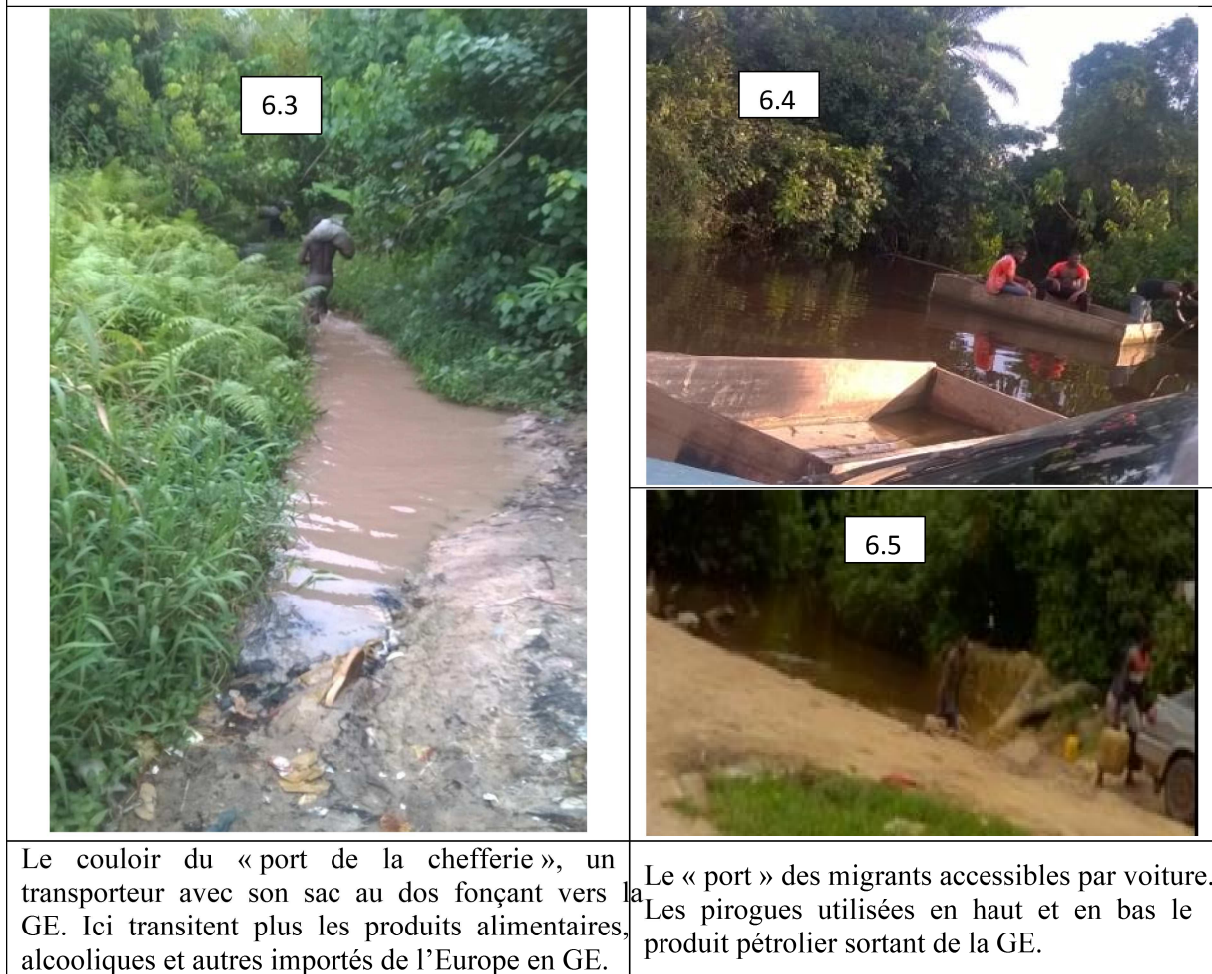 6.3
6.4
6.5
Le couloir du « port de la chefferie », un
transporteur avec son sac au dos fonçant vers la
GE. Ici transitent plus les produits alimentaires,
alcooliques et autres importés de l’Europe en GE.
Le « port » des migrants accessibles par voiture.
Les pirogues utilisées en haut et en bas le
produit pétrolier sortant de la GE.